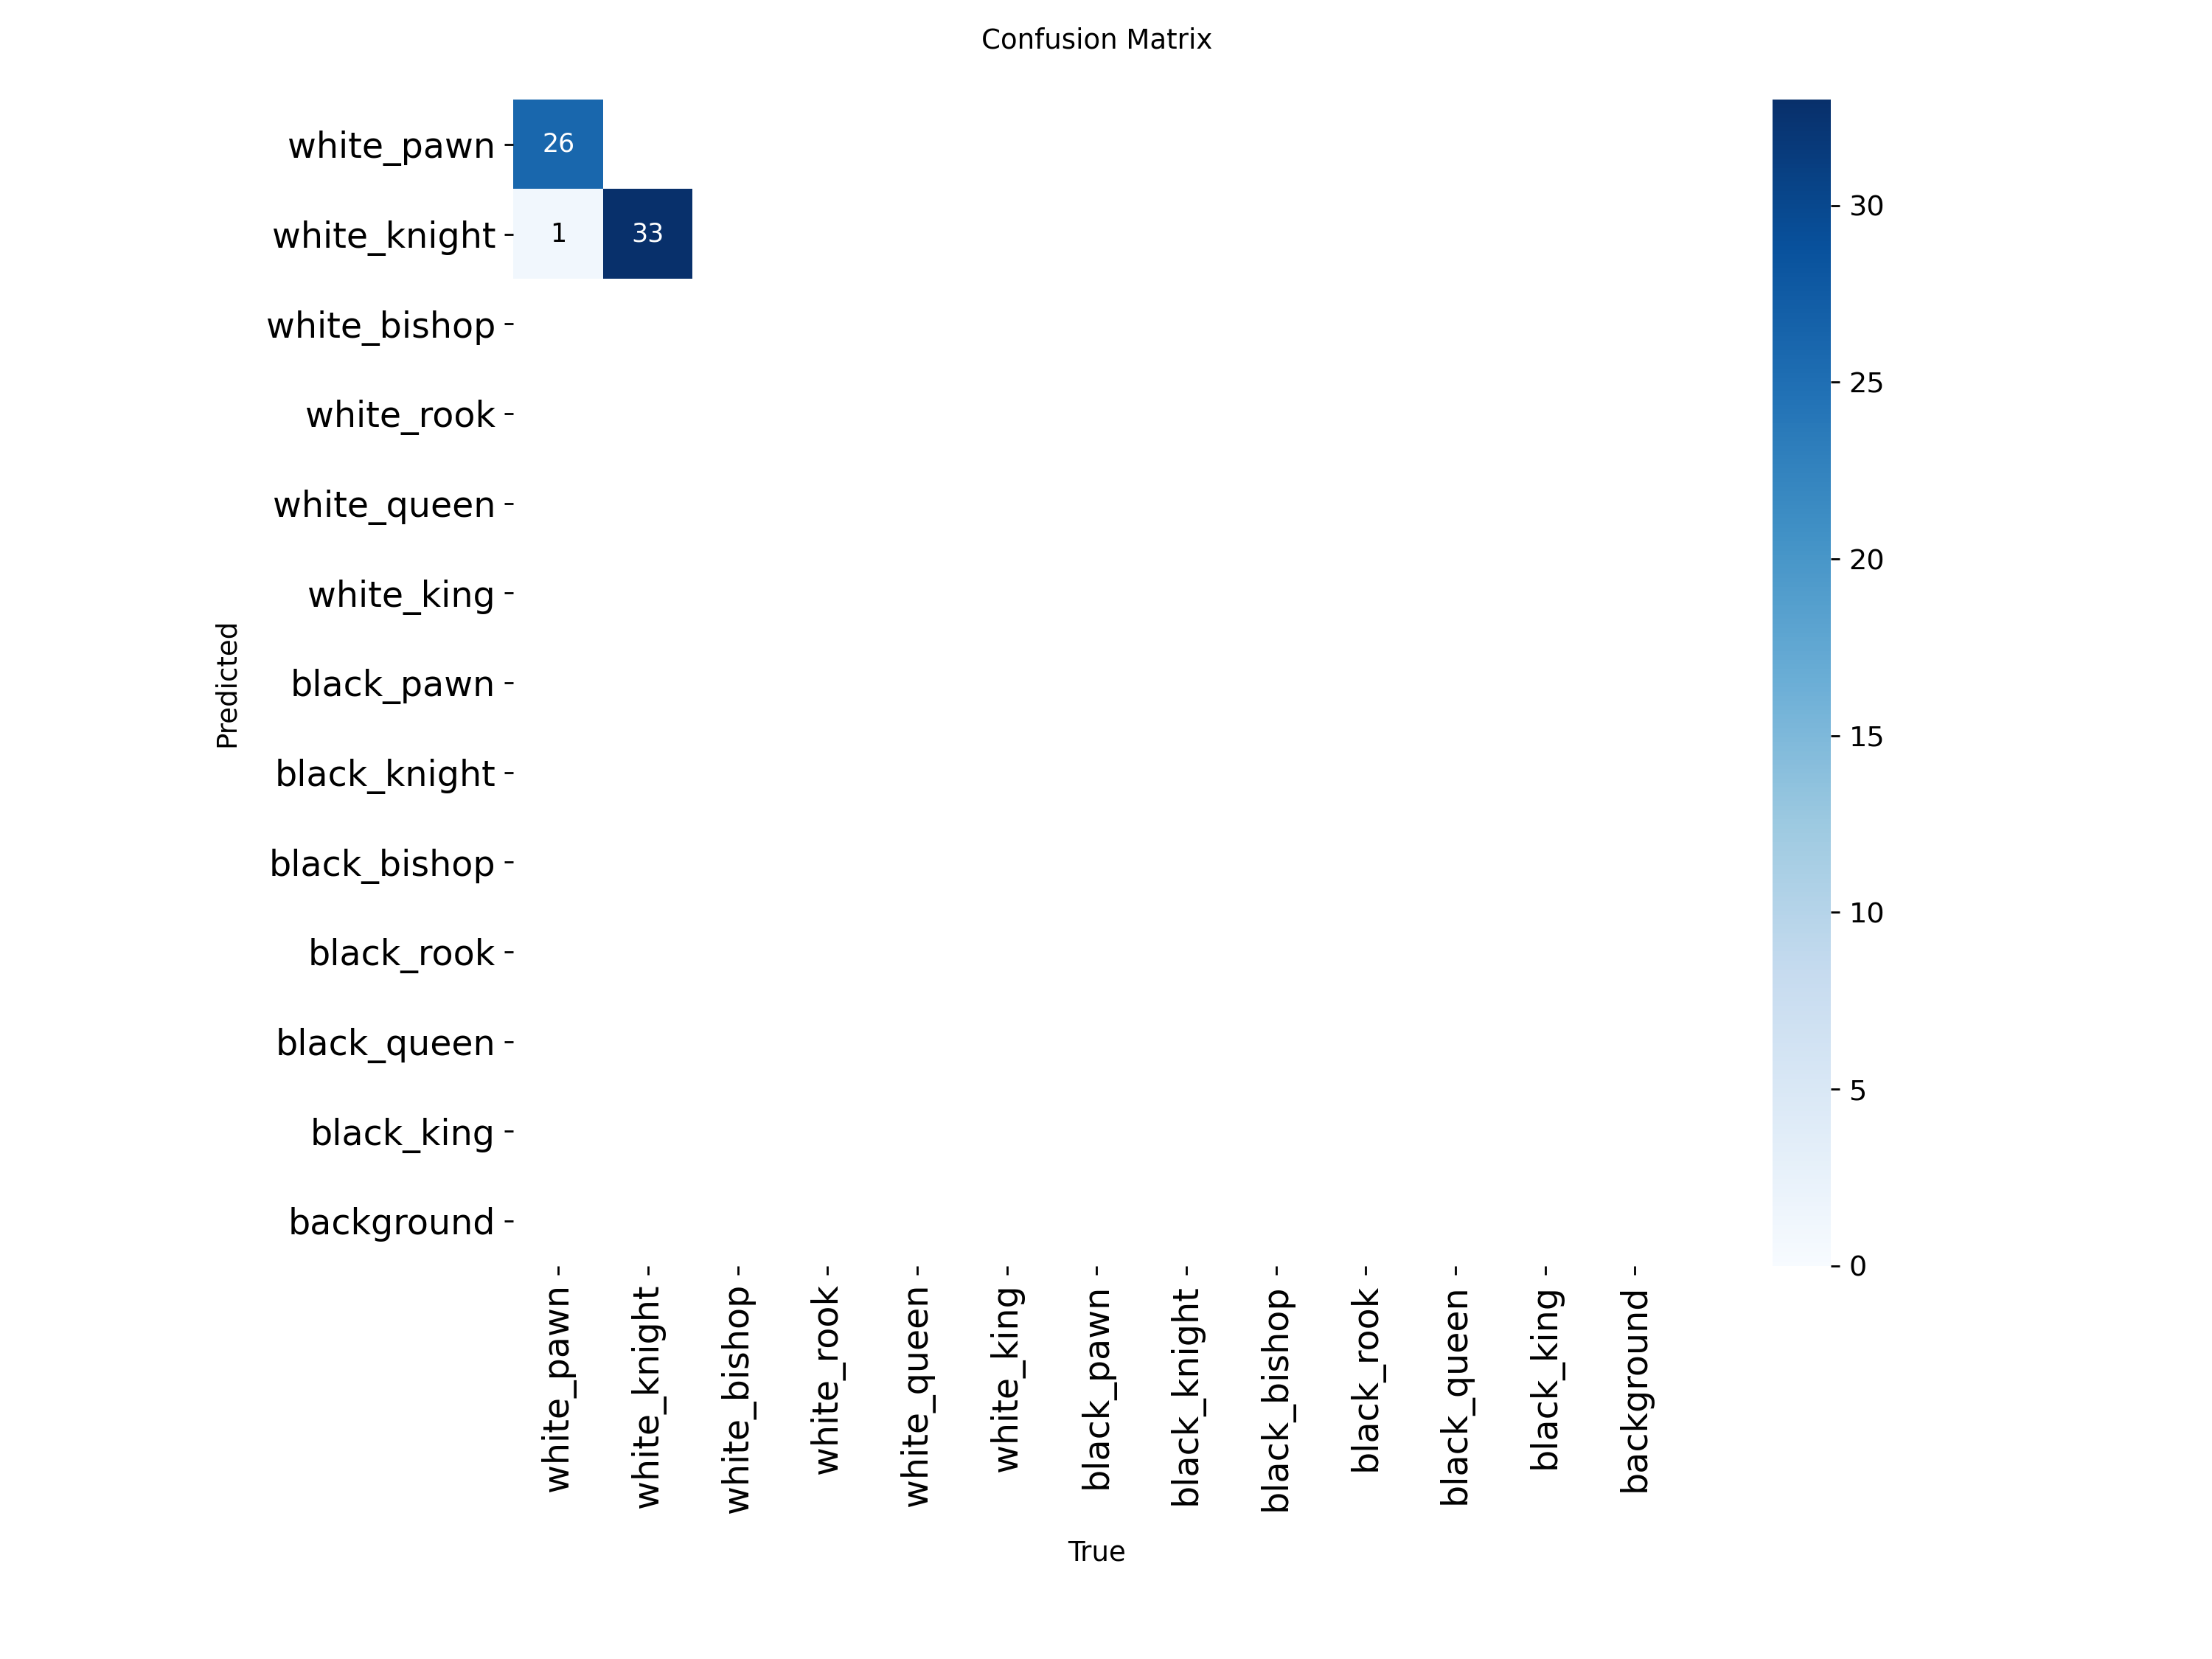 Confusion Matrix
white_pawn
26
white_knight
1 33
white_bishop
white_rook
white_queen
white_king
black_pawn
black_knight
black_bishop
black_rook
black_queen
black_king
background
Predicted
white_pawn
white_knight
white_bishop
white_rook
white_queen
white_king
black_pawn
black_knight
black_bishop
black_rook
black_queen
black_king
background
True
30
25
20
15
10
5
0